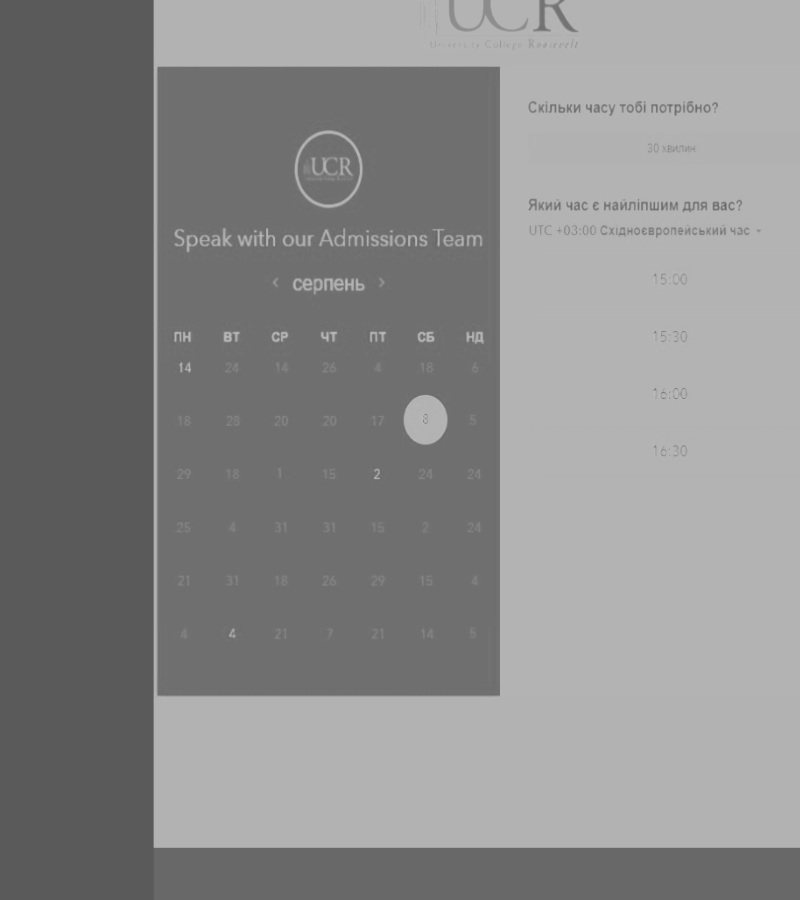 UCR
University College Roosevelt
UCR
Speak with our Admissions Team
‹ серпень ›
ПН ВТ СР ЧТ ПТ СБ НД
14 24 14 26 4 18 6
18 28 20 20 17 8 5
29 18 1 15 2 24 24
25 4 31 31 15 2 24
21 31 18 26 29 15 4
4 21 7 21 14 5
Скільки часу тобі потрібно?
30 хвилин
Який час є найліпшим для вас?
UTC +03:00 Східноєвропейський час
15:00
15:30
16:00
16:30